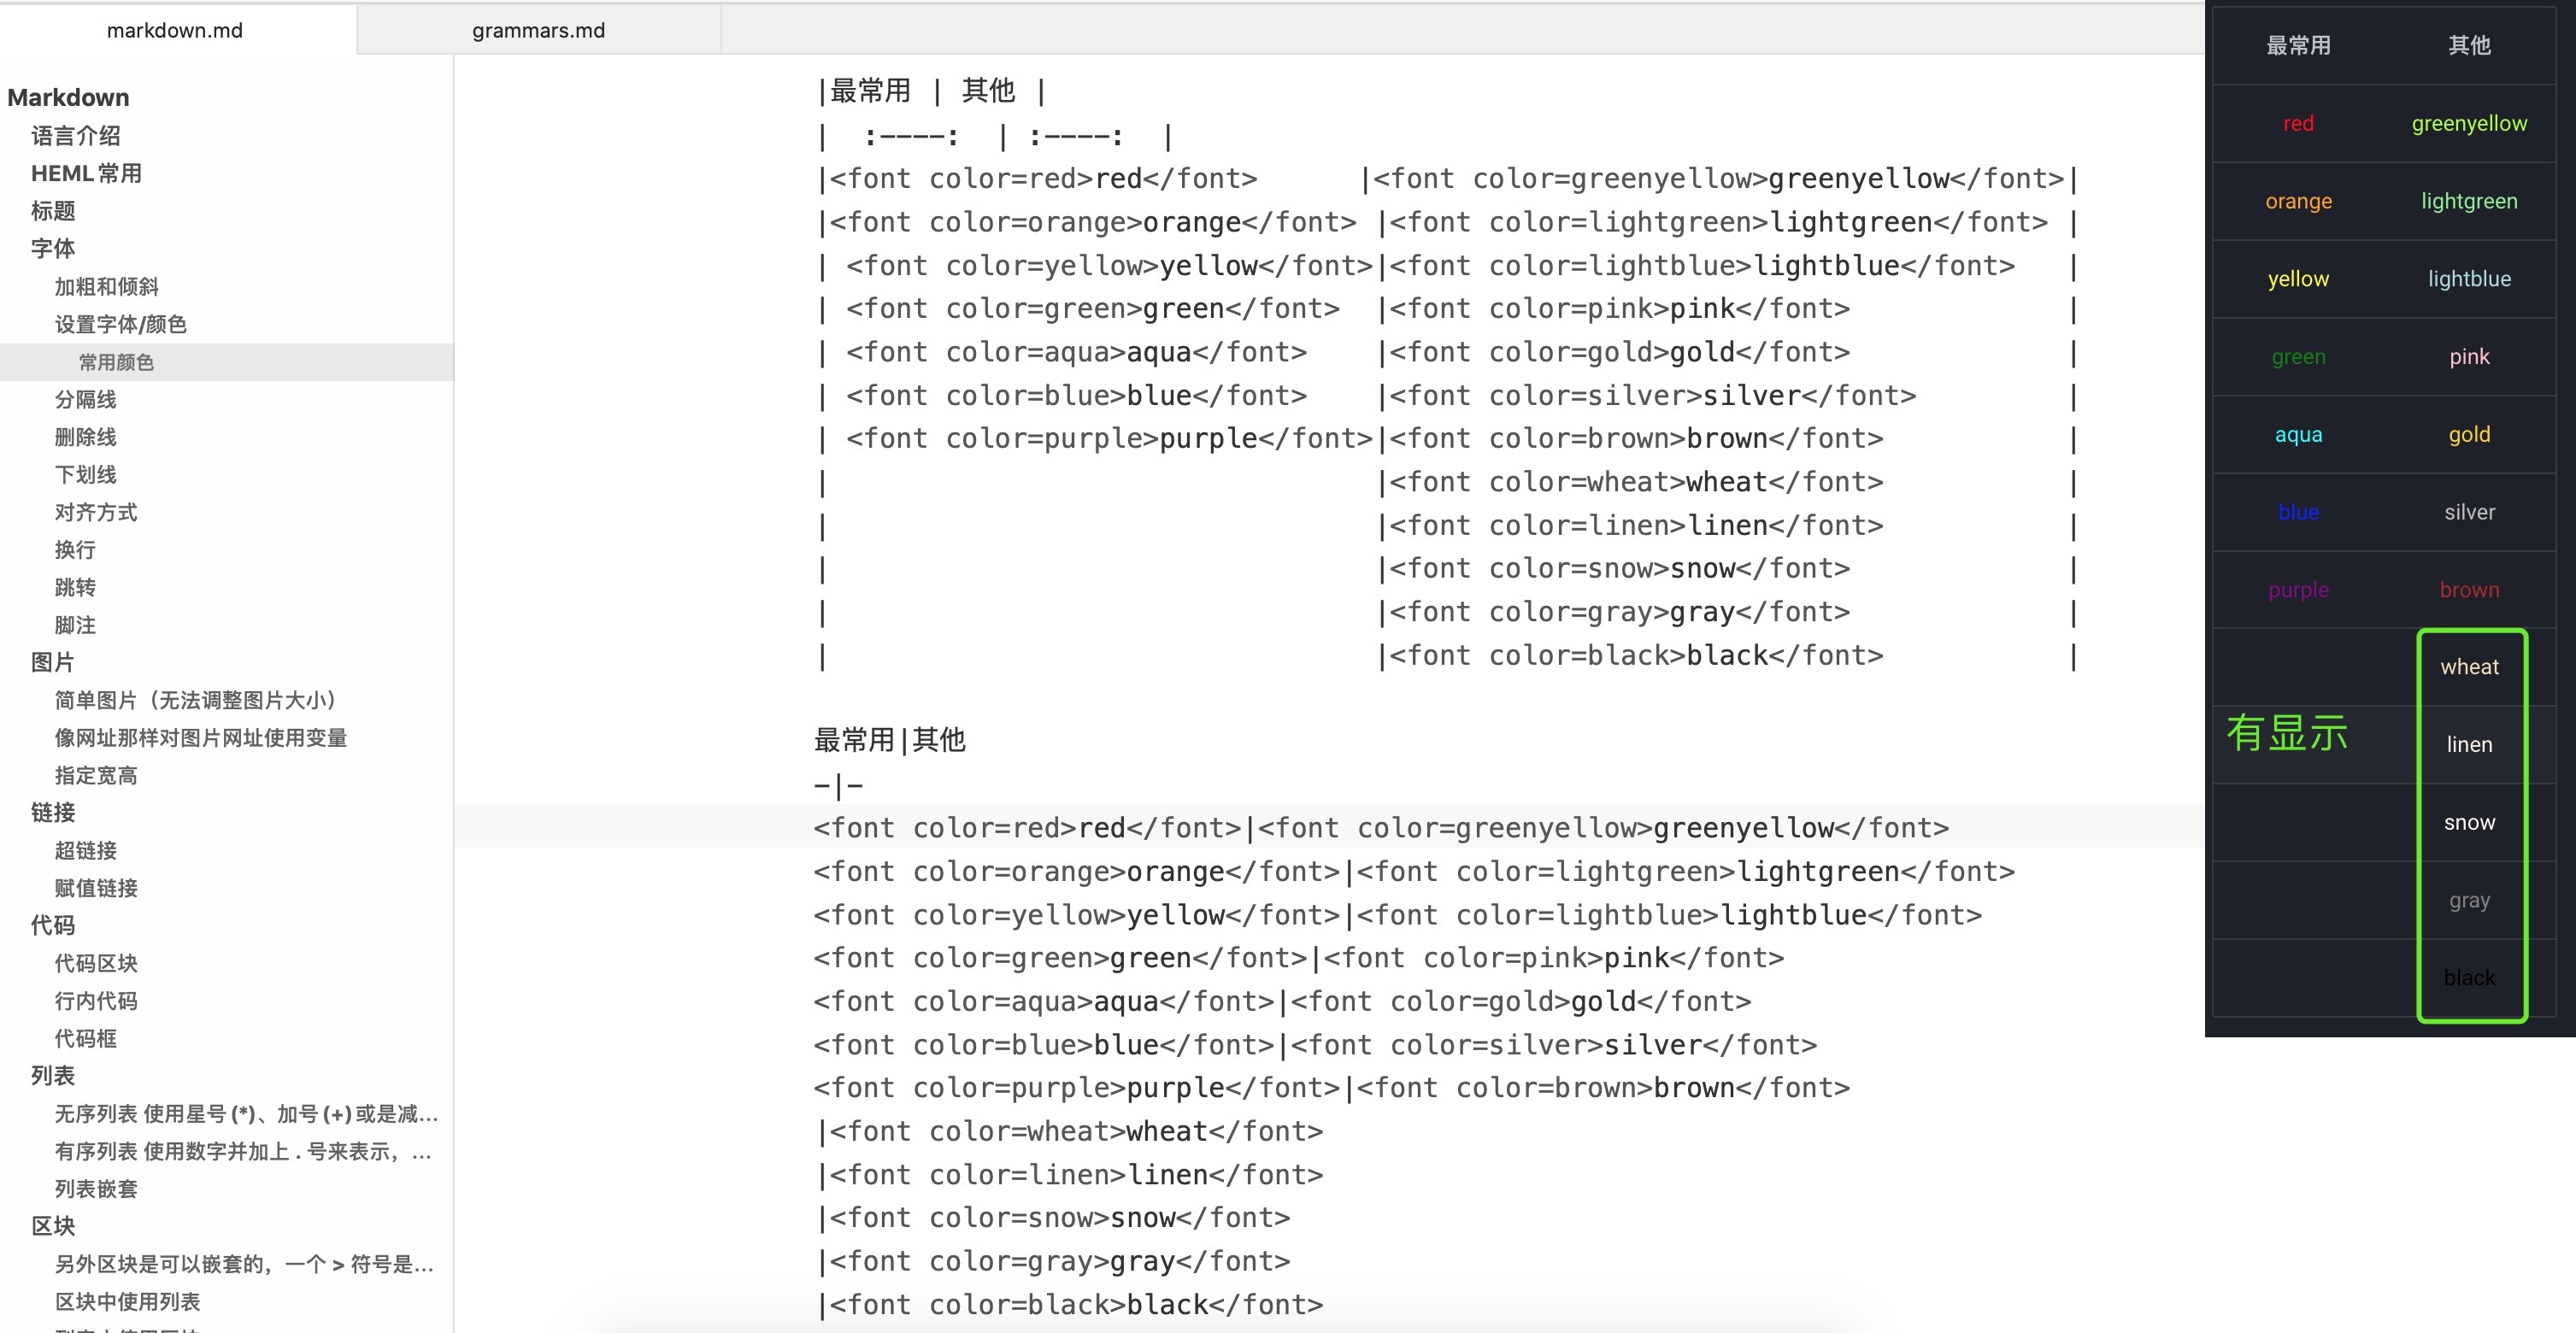 markdown.md
grammars.md
Markdown
语言介绍
HEML常用
标题
字体
加粗和倾斜
设置字体/颜色
常用颜色
分隔线
删除线
下划线
对齐方式
换行
跳转
脚注
图片
简单图片（无法调整图片大小）
像网址那样对图片网址使用变量
指定宽高
链接
超链接
赋值链接
代码
代码区块
行内代码
代码框
列表
无序列表 使用星号(*)、加号(+)或是减...
有序列表 使用数字并加上 . 号来表示，...
列表嵌套
区块
另外区块是可以嵌套的，一个 > 符号是...
区块中使用列表
|最常用 | 其他 |
|  :----:  | :----:  |
|<font color=red>red</font>      |<font color=greenyellow>greenyellow</font>|
|<font color=orange>orange</font> |<font color=lightgreen>lightgreen</font> |
| <font color=yellow>yellow</font>|<font color=lightblue>lightblue</font>   |
| <font color=green>green</font>  |<font color=pink>pink</font>             |
| <font color=aqua>aqua</font>    |<font color=gold>gold</font>             |
| <font color=blue>blue</font>    |<font color=silver>silver</font>         |
| <font color=purple>purple</font>|<font color=brown>brown</font>           |
|                                 |<font color=wheat>wheat</font>           |
|                                 |<font color=linen>linen</font>           |
|                                 |<font color=snow>snow</font>             |
|                                 |<font color=gray>gray</font>             |
|                                 |<font color=black>black</font>           |
最常用|其他
-|-
<font color=red>red</font>|<font color=greenyellow>greenyellow</font>
<font color=orange>orange</font>|<font color=lightgreen>lightgreen</font>
<font color=yellow>yellow</font>|<font color=lightblue>lightblue</font>
<font color=green>green</font>|<font color=pink>pink</font>
<font color=aqua>aqua</font>|<font color=gold>gold</font>
<font color=blue>blue</font>|<font color=silver>silver</font>
<font color=purple>purple</font>|<font color=brown>brown</font>
|<font color=wheat>wheat</font>
|<font color=linen>linen</font>
|<font color=snow>snow</font>
|<font color=gray>gray</font>
|<font color=black>black</font>
最常用 其他
red greenyellow
orange lightgreen
yellow lightblue
green pink
aqua gold
blue silver
purple brown
wheat
有显示
linen
snow
gray
black